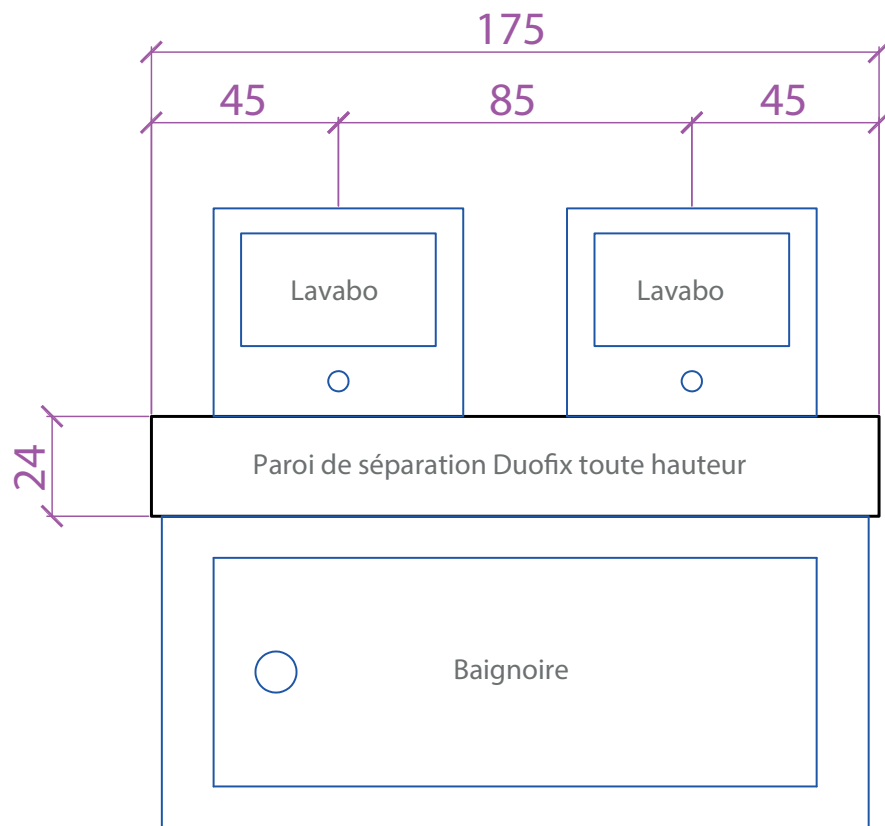 175
45 85 45
Lavabo Lavabo
24
Paroi de séparation Duofix toute hauteur
Baignoire